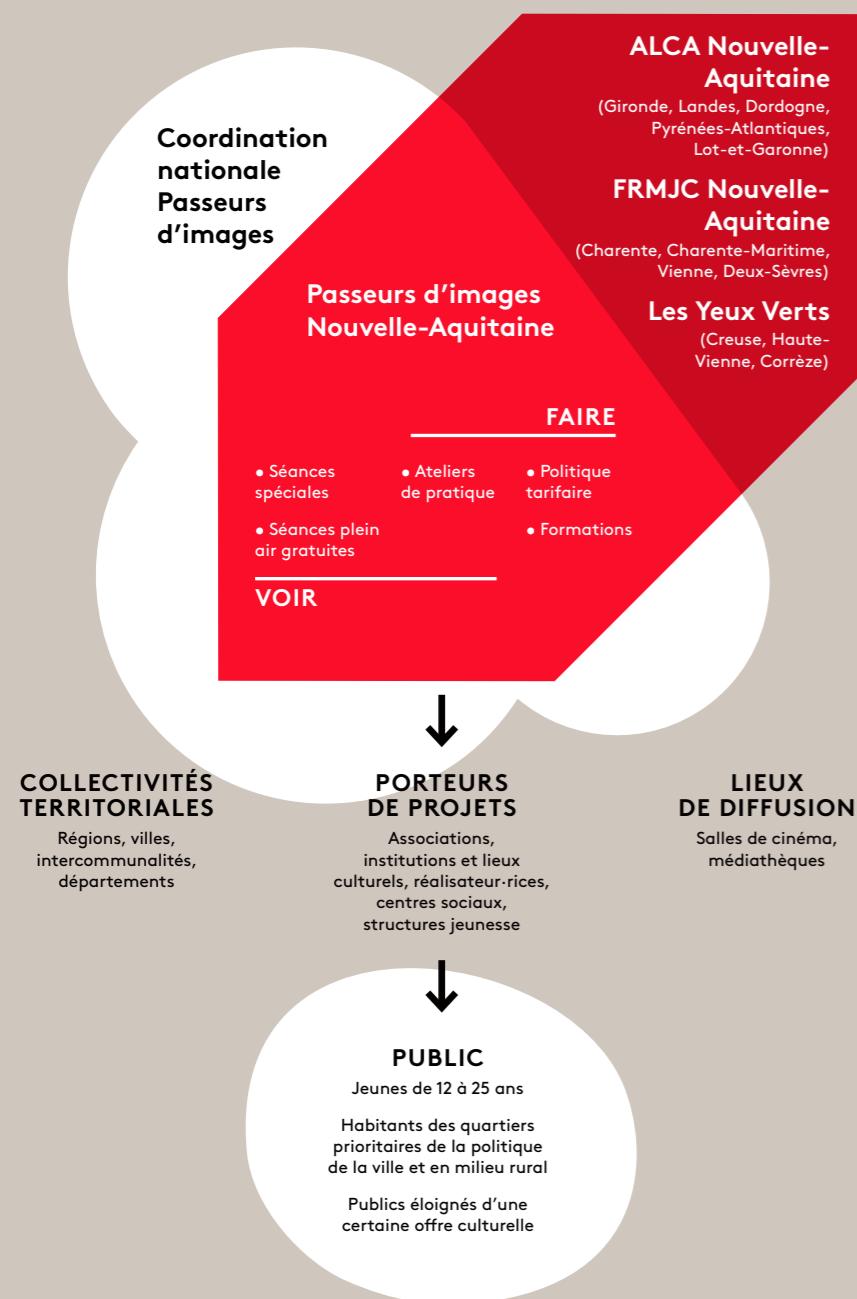 Coordination
nationale
Passeurs
d’images
ALCA Nouvelle-
Aquitaine
(Gironde, Landes, Dordogne,
Pyrénées-Atlantiques,
Lot-et-Garonne)
FRMJC Nouvelle-
Aquitaine
(Charente, Charente-Maritime,
Vienne, Deux-Sèvres)
Les Yeux Verts
(Creuse, Haute-
Vienne, Corrèze)
Passeurs d’images
Nouvelle-Aquitaine
FAIRE
• Séances
spéciales
• Séances plein
air gratuites
• Ateliers
de pratique
• Politique
tarifaire
• Formations
VOIR
COLLECTIVITÉS
TERRITORIALES
Régions, villes,
intercommunalités,
départements
PORTEURS
DE PROJETS
Associations,
institutions et lieux
culturels, réalisateur·rices,
centres sociaux,
structures jeunesse
LIEUX
DE DIFFUSION
Salles de cinéma,
médiathèques
PUBLIC
Jeunes de 12 à 25 ans
Habitants des quartiers
prioritaires de la politique
de la ville et en milieu rural
Publics éloignés d’une
certaine offre culturelle